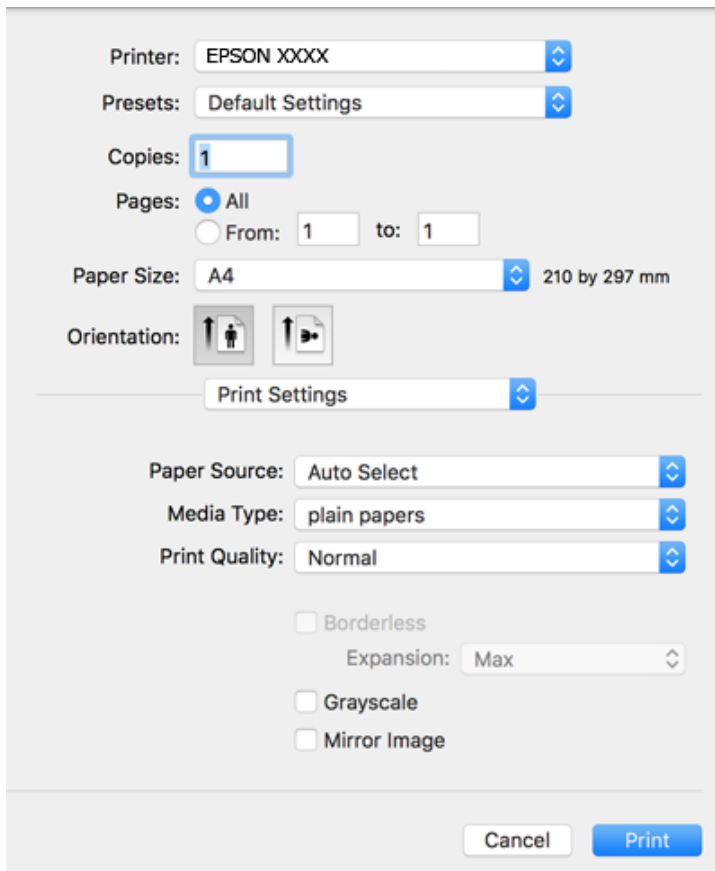 Printer: EPSON XXXX
Presets: Default Settings
Copies: 1
Pages: All
From: 1 to: 1
Paper Size: A4 210 by 297 mm
Orientation:
Print Settings
Paper Source: Auto Select
Media Type: plain papers
Print Quality: Normal
Borderless
Expansion: Max
Grayscale
Mirror Image
Cancel Print